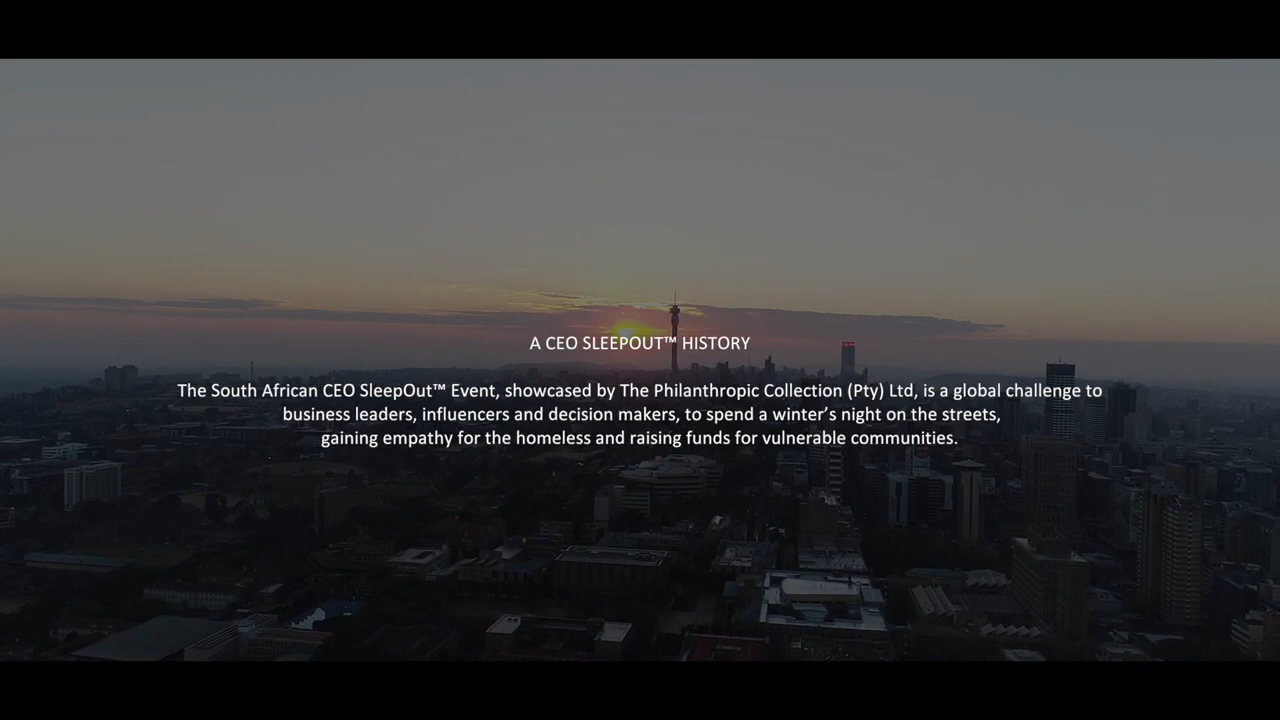 A CEO SLEEPOUT™ HISTORY
The South African CEO SleepOut™ Event, showcased by The Philanthropic Collection (Pty) Ltd, is a global challenge to
business leaders, influencers and decision makers, to spend a winter’s night on the streets,
gaining empathy for the homeless and raising funds for vulnerable communities.